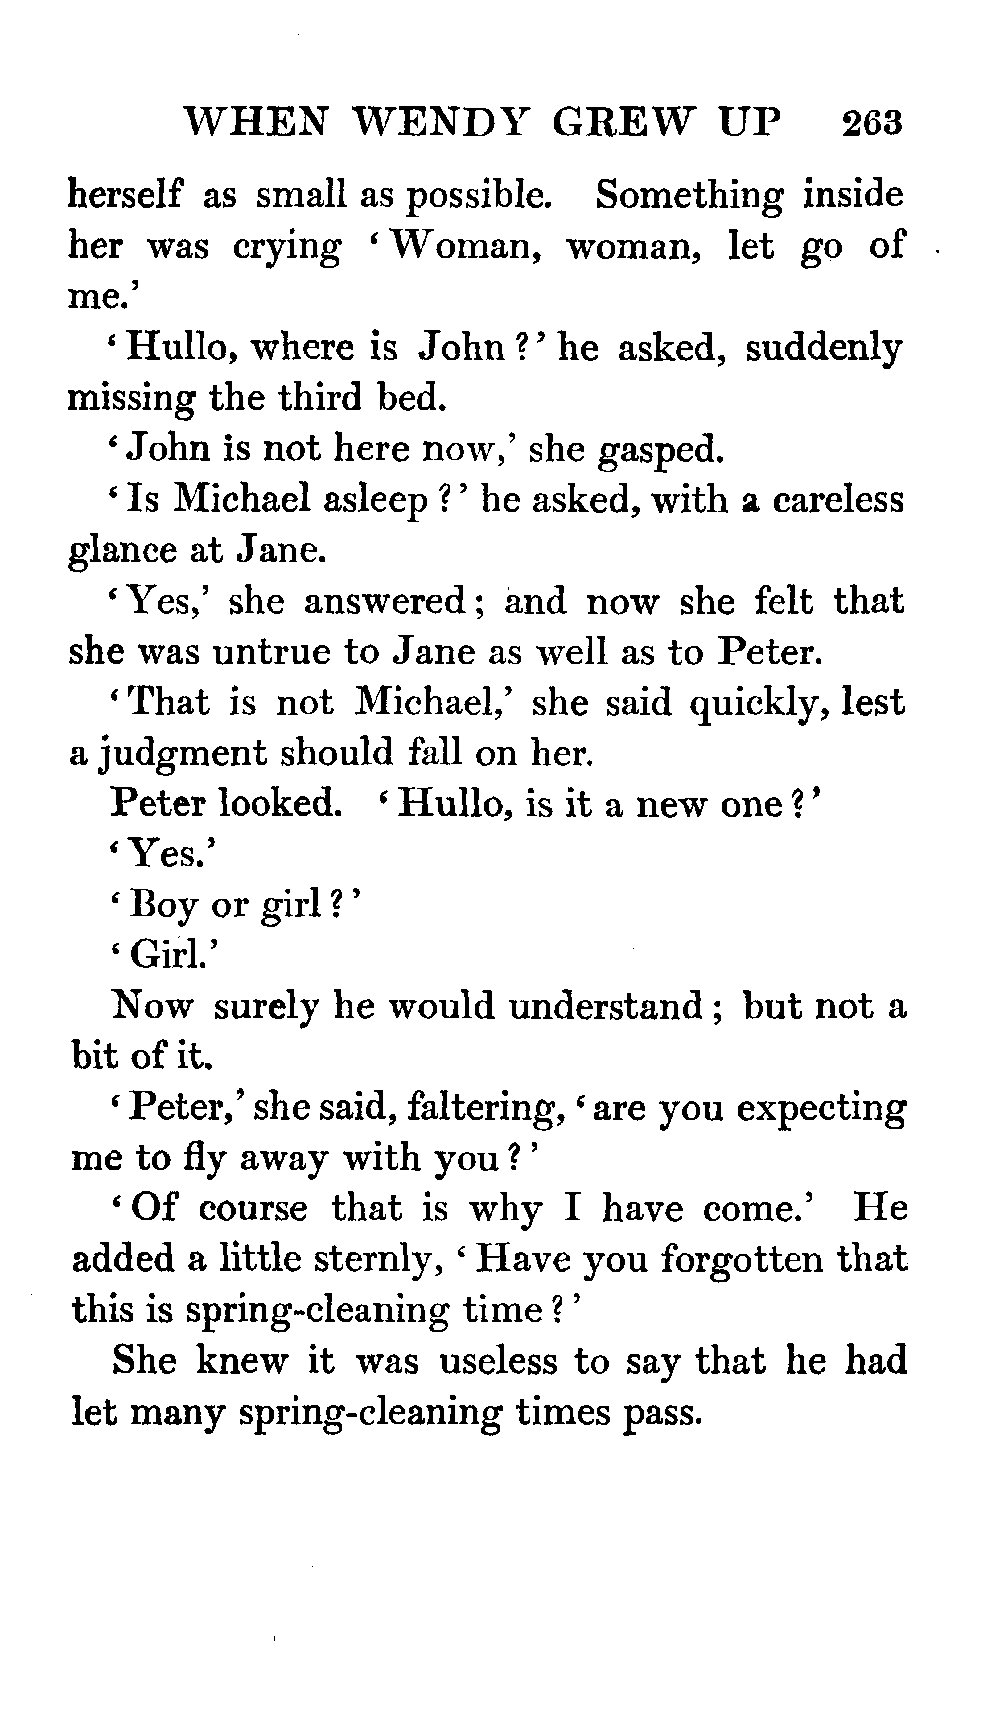 WHEN WENDY GREW UP 263
herself as small as possible. Something inside
her was crying ‘Woman, woman, let go of
me.’
‘Hullo, where is John?’ he asked, suddenly
missing the third bed.
‘John is not here now,’ she gasped.
‘Is Michael asleep?’ he asked, with a careless
glance at Jane.
‘Yes,’ she answered; and now she felt that
she was untrue to Jane as well as to Peter.
‘That is not Michael,’ she said quickly, lest
a judgment should fall on her.
Peter looked. ‘Hullo, is it a new one?’
‘Yes.’
‘Boy or girl?’
‘Girl.’
Now surely he would understand; but not a
bit of it.
‘Peter,’ she said, faltering, ‘are you expecting
me to fly away with you?’
‘Of course that is why I have come.’ He
added a little sternly, ‘Have you forgotten that
this is spring-cleaning time?’
She knew it was useless to say that he had
let many spring-cleaning times pass.